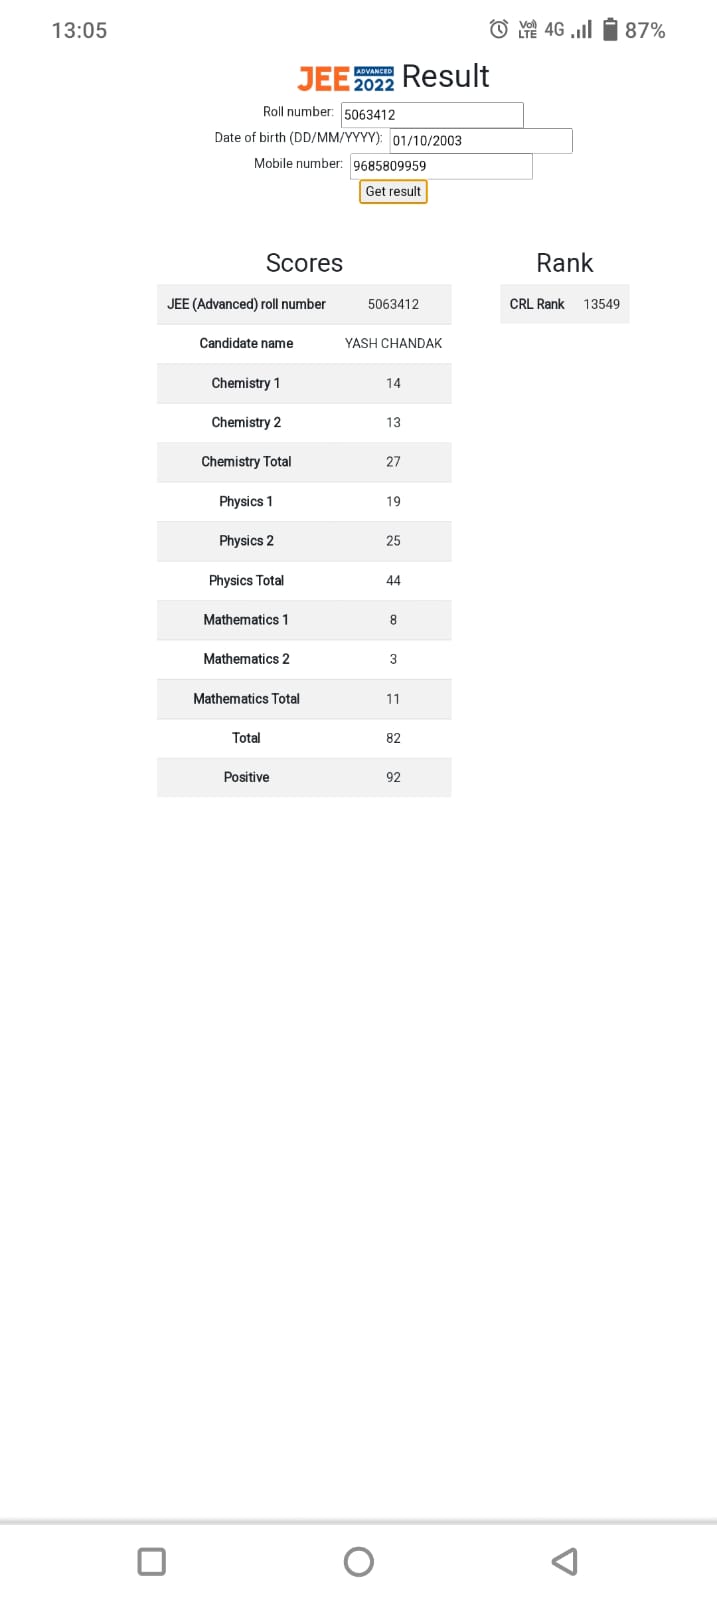 13:05 VoLTE 4G 87%
JEE ADVANCED 2022 Result
Roll number: 5063412
Date of birth (DD/MM/YYYY): 01/10/2003
Mobile number: 9685809959
Get result
Scores
JEE (Advanced) roll number 5063412
Candidate name YASH CHANDAK
Chemistry 1 14
Chemistry 2 13
Chemistry Total 27
Physics 1 19
Physics 2 25
Physics Total 44
Mathematics 1 8
Mathematics 2 3
Mathematics Total 11
Total 82
Positive 92
Rank
CRL Rank 13549